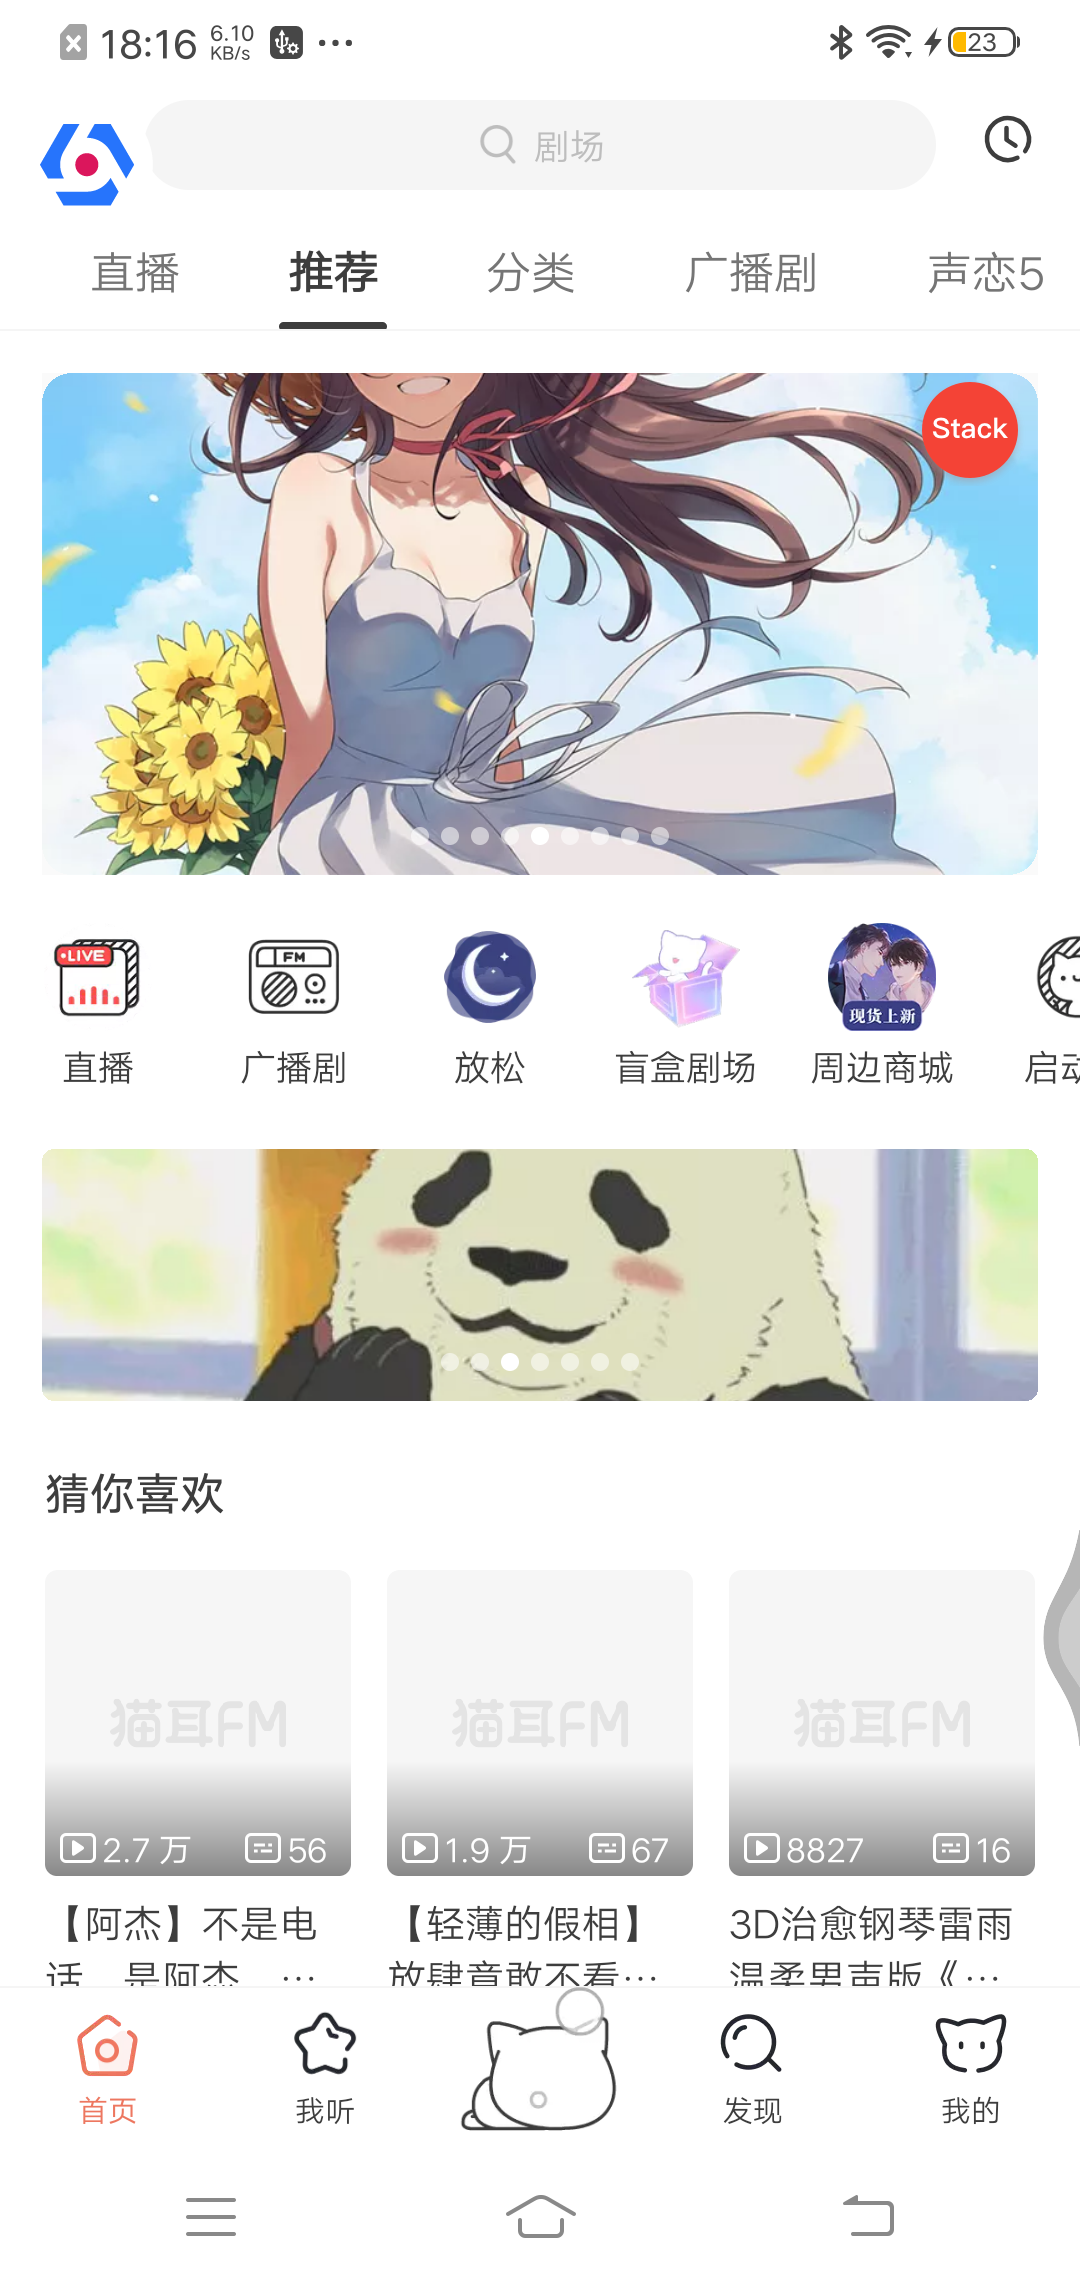 18:16 6.10 KB/s ··· 23
剧场
直播 推荐 分类 广播剧 声恋5
Stack
LIVE FM 现货上新
直播 广播剧 放松 盲盒剧场 周边商城 启动
猜你喜欢
猫耳FM 猫耳FM 猫耳FM
2.7 万 56 1.9 万 67 8827 16
【阿杰】不是电 【轻薄的假相】 3D治愈钢琴雷雨
话，是阿杰，… 放肆竟敢不看… 温柔男声版《…
首页 我听 发现 我的